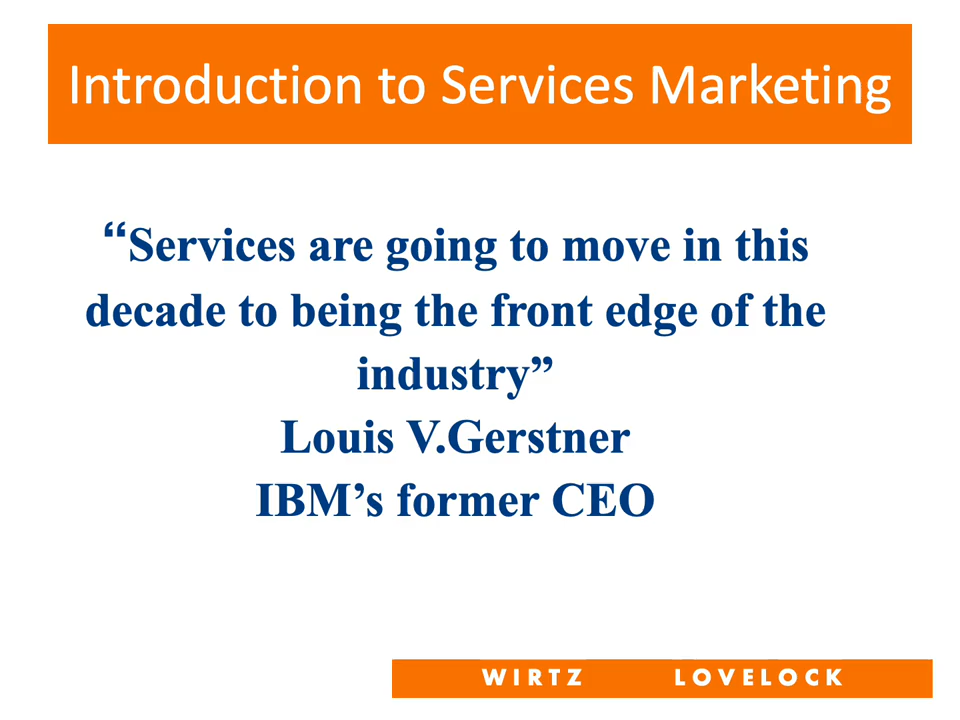 Introduction to Services Marketing
“Services are going to move in this
decade to being the front edge of the
industry”
Louis V.Gerstner
IBM’s former CEO
WIRTZ LOVELOCK